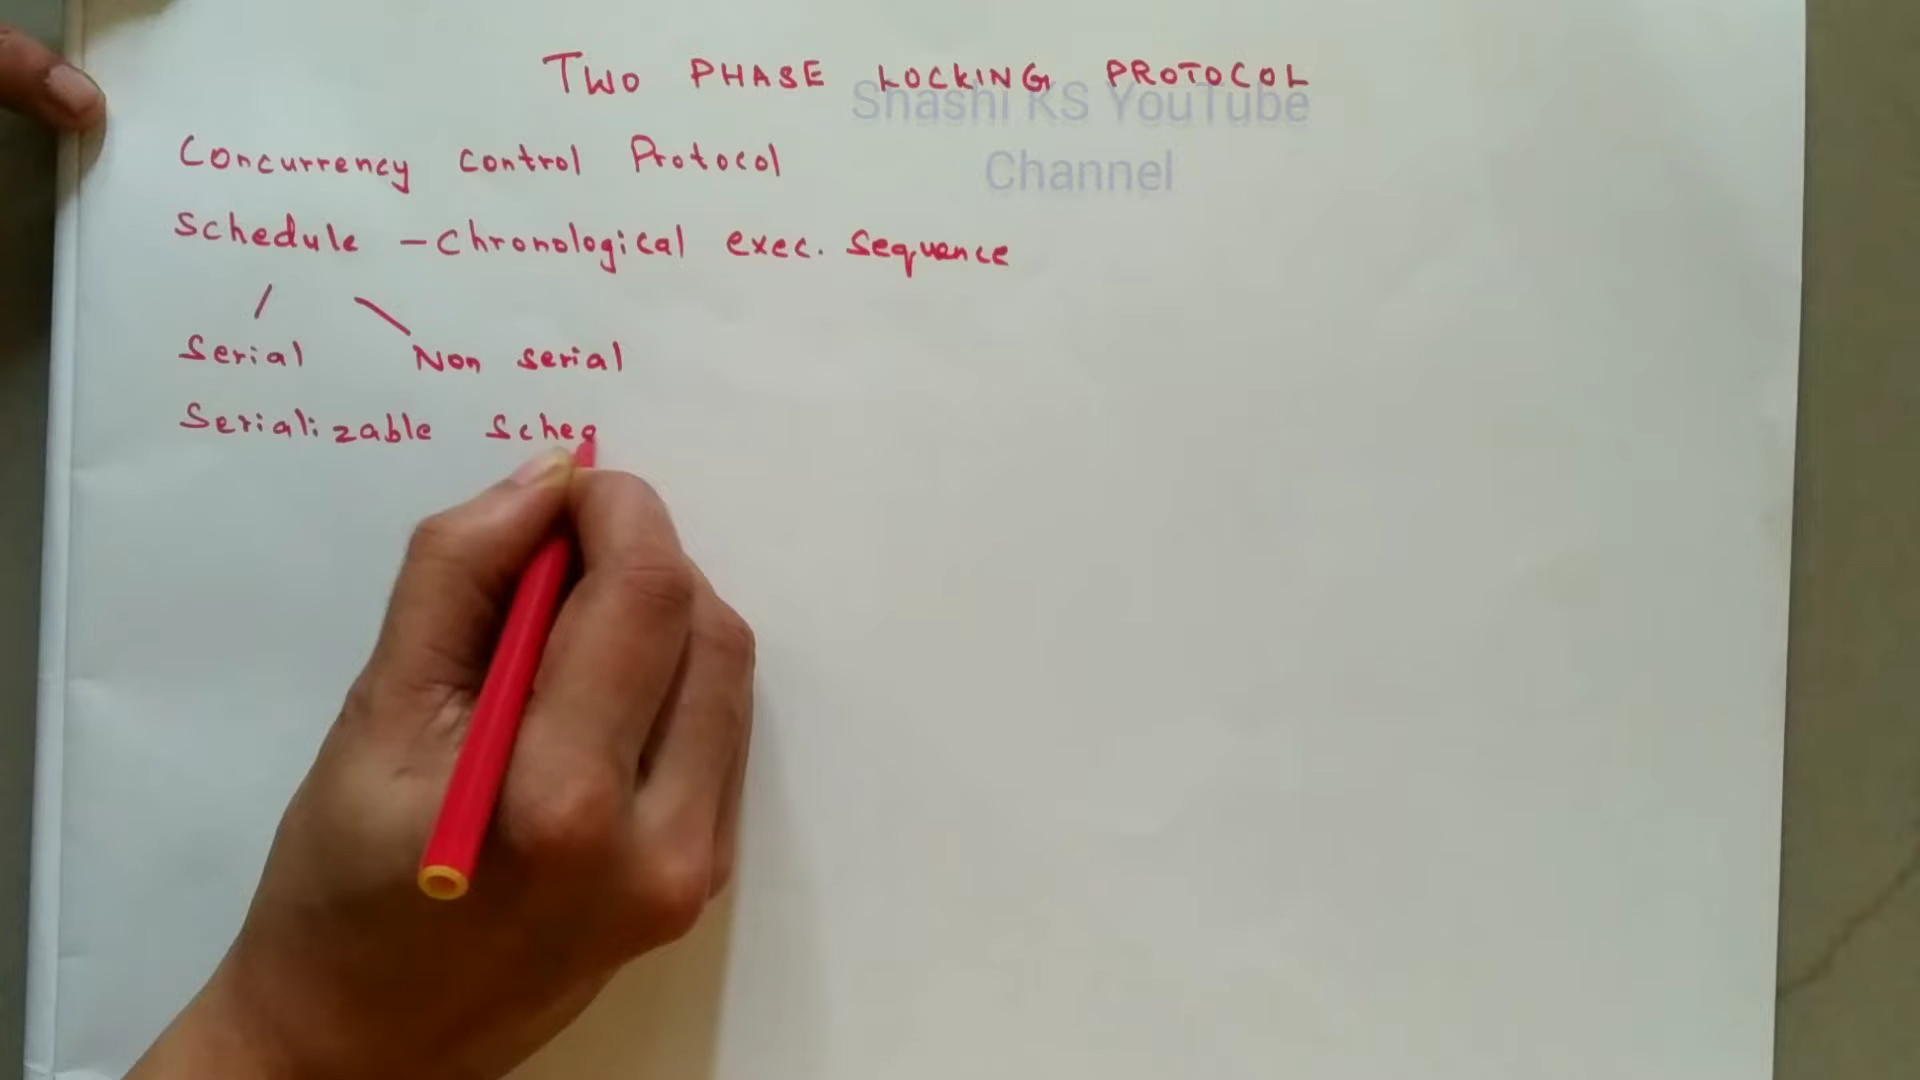 TWO PHASE LOCKING PROTOCOL
Shashi KS YouTube
Channel
Concurrency control Protocol
Schedule - Chronological exec. sequence
Serial Non serial
Serializable